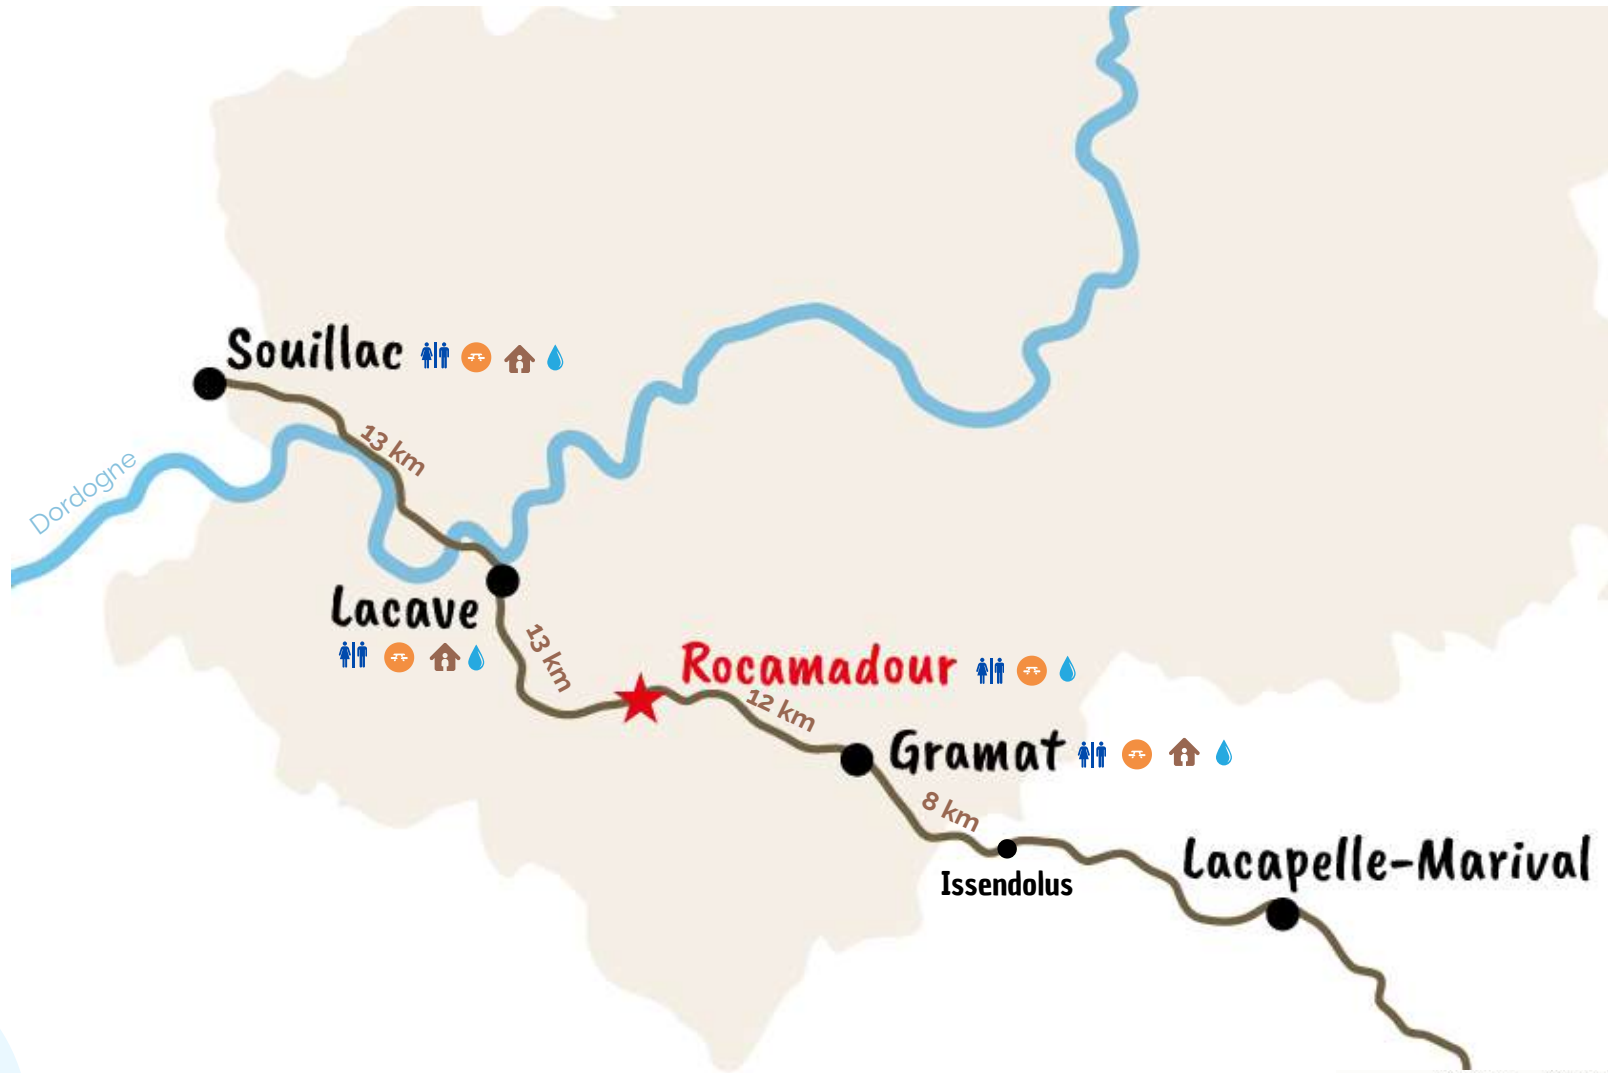 Souillac
13 km
Dordogne
Lacave
13 km
Rocamadour
12 km
Gramat
8 km
Issendolus
Lacapelle-Marival